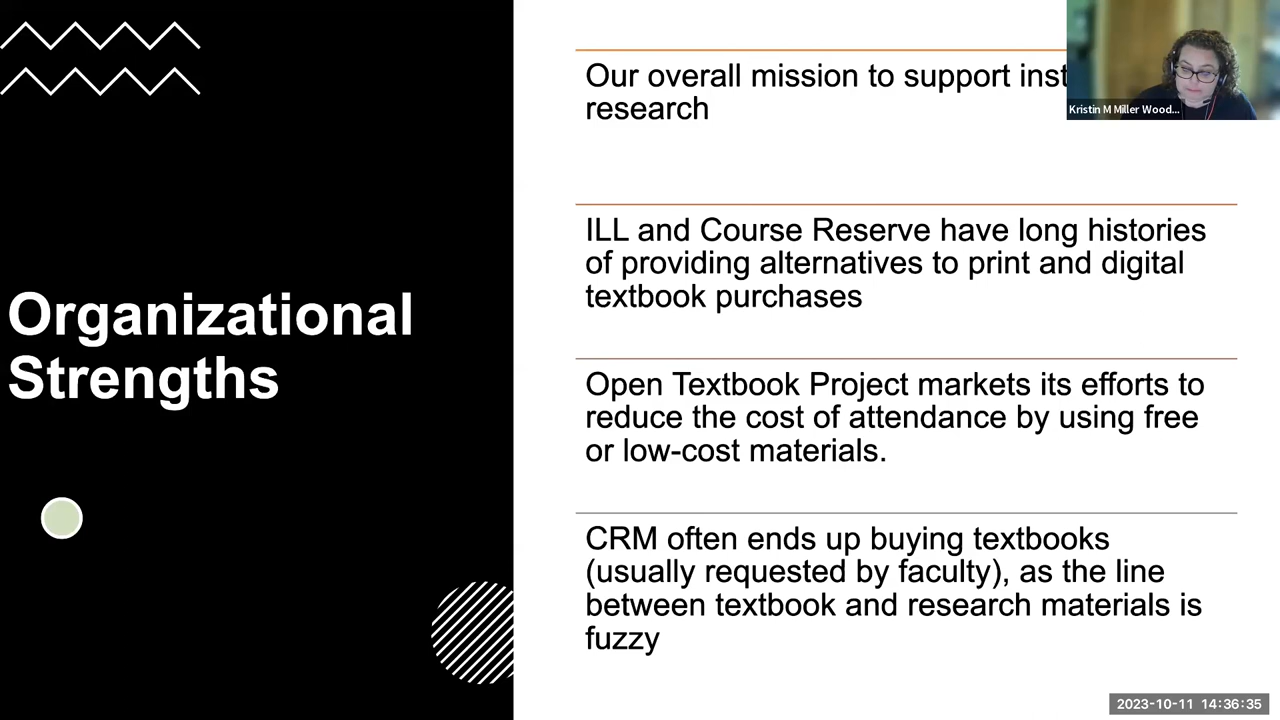 Organizational
Strengths
Our overall mission to support
research
ILL and Course Reserve have long histories
of providing alternatives to print and digital
textbook purchases
Open Textbook Project markets its efforts to
reduce the cost of attendance by using free
or low-cost materials.
CRM often ends up buying textbooks
(usually requested by faculty), as the line
between textbook and research materials is
fuzzy
Kristin M Miller Wood...
2023-10-11 14:36:35